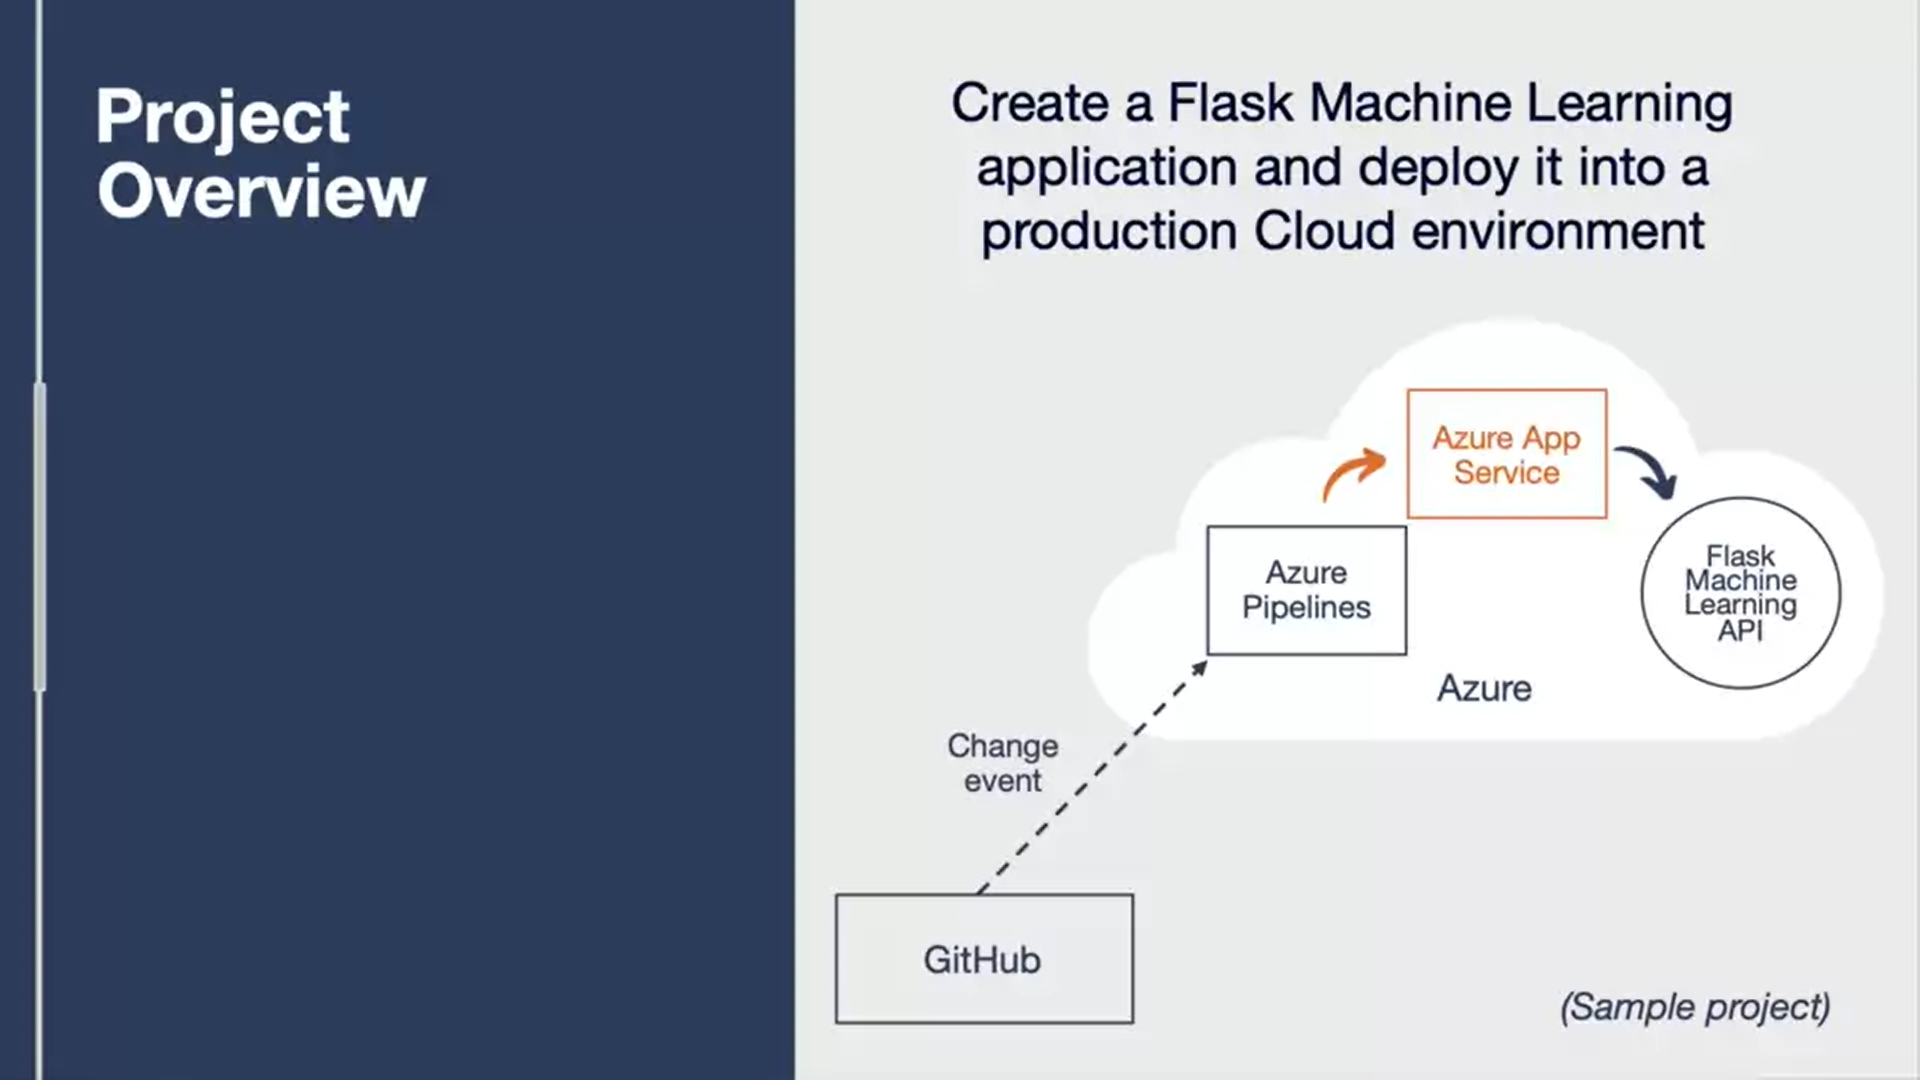 Project
Overview
Create a Flask Machine Learning
application and deploy it into a
production Cloud environment
Azure App
Service
Azure
Pipelines
Flask
Machine
Learning
API
Azure
Change
event
GitHub
(Sample project)